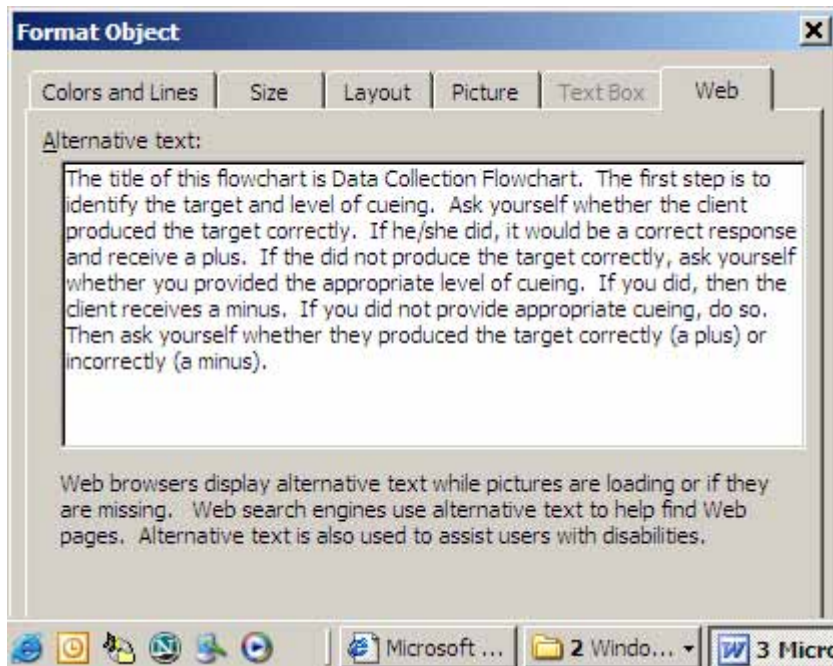 Format Object
Colors and Lines Size Layout Picture Text Box Web
Alternative text:
The title of this flowchart is Data Collection Flowchart. The first step is to
identify the target and level of cueing. Ask yourself whether the client
produced the target correctly. If he/she did, it would be a correct response
and receive a plus. If the did not produce the target correctly, ask yourself
whether you provided the appropriate level of cueing. If you did, then the
client receives a minus. If you did not provide appropriate cueing, do so.
Then ask yourself whether they produced the target correctly (a plus) or
incorrectly (a minus).
Web browsers display alternative text while pictures are loading or if they
are missing. Web search engines use alternative text to help find Web
pages. Alternative text is also used to assist users with disabilities.
Microsoft ... 2 Windo... 3 Micro